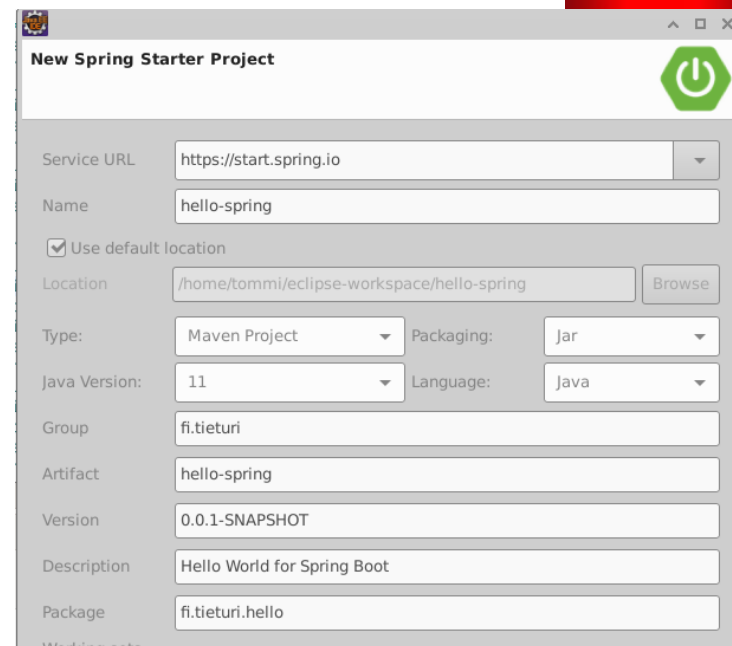 New Spring Starter Project
Service URL https://start.spring.io
Name hello-spring
Use default location
Location /home/tommi/eclipse-workspace/hello-spring Browse
Type: Maven Project Packaging: Jar
Java Version: 11 Language: Java
Group fi.tieturi
Artifact hello-spring
Version 0.0.1-SNAPSHOT
Description Hello World for Spring Boot
Package fi.tieturi.hello